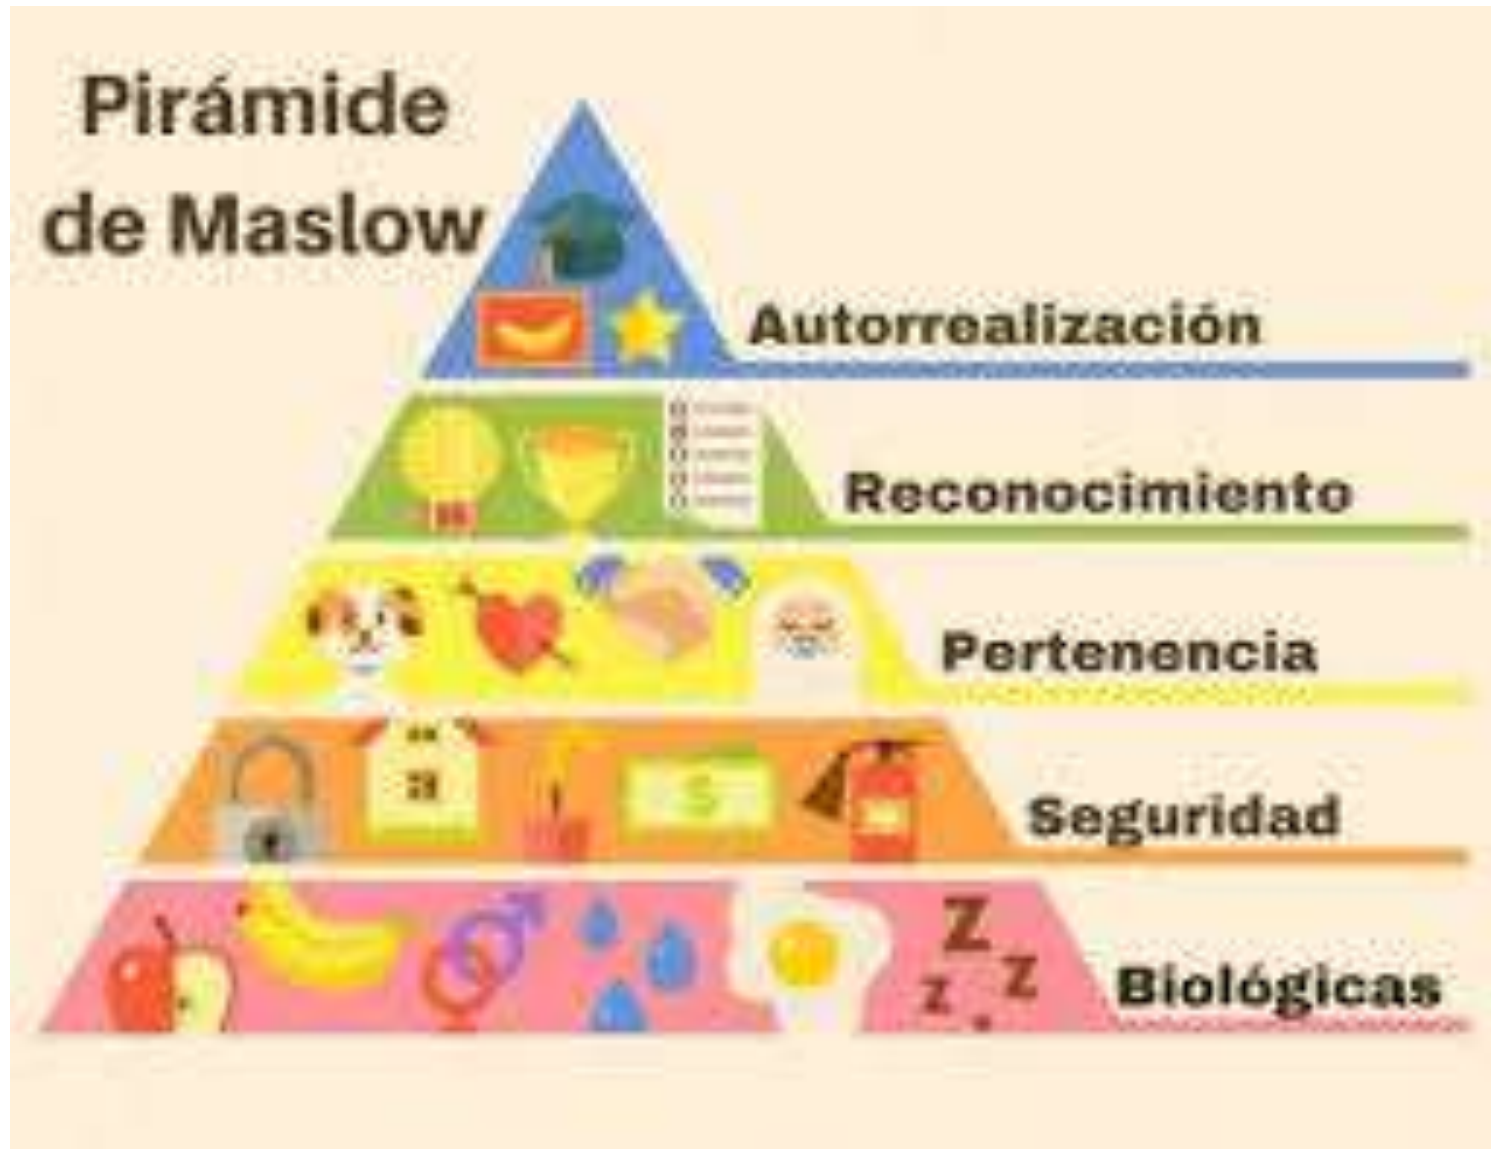 Pirámide
de Maslow
Autorrealización
Reconocimiento
Pertenencia
$
Seguridad
Z
Z
z
Biológicas